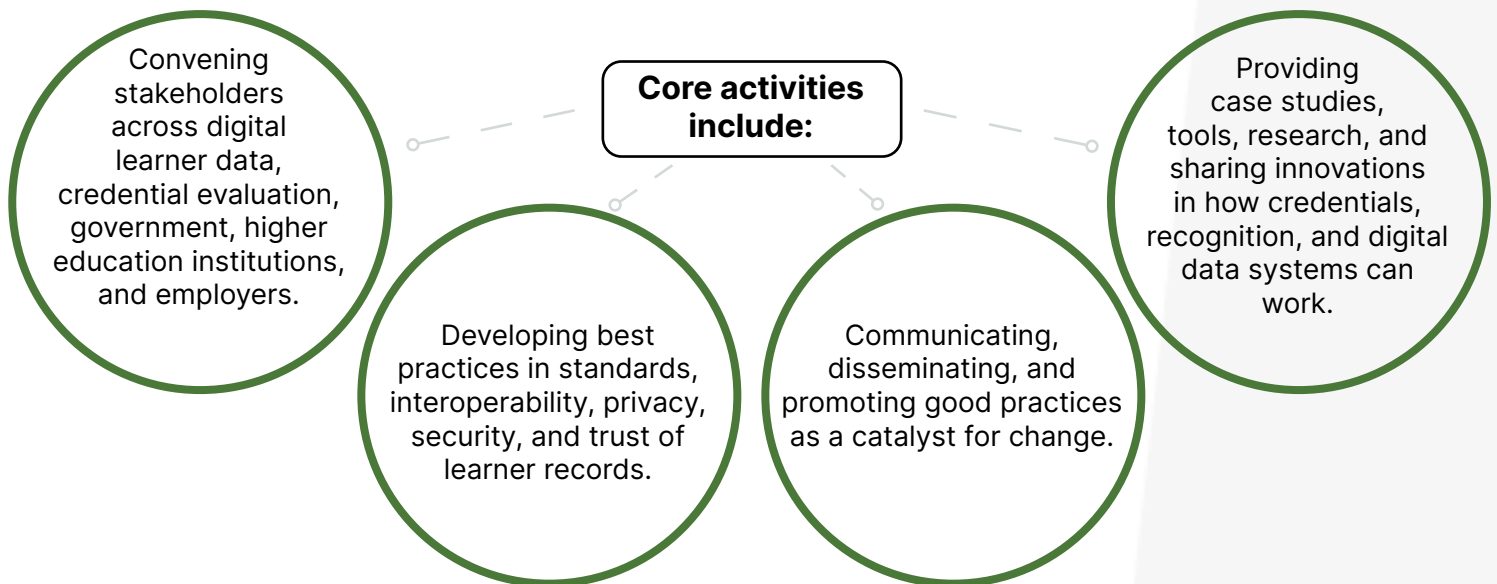 Core activities
include:
Convening
stakeholders
across digital
learner data,
credential evaluation,
government, higher
education institutions,
and employers.
Developing best
practices in standards,
interoperability, privacy,
security, and trust of
learner records.
Communicating,
disseminating, and
promoting good practices
as a catalyst for change.
Providing
case studies,
tools, research, and
sharing innovations
in how credentials,
recognition, and digital
data systems can
work.